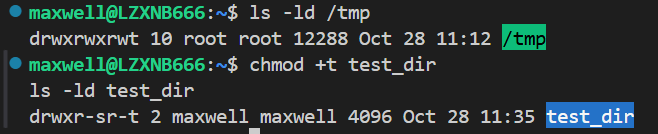 maxwell@LZXNB666:~$ ls -ld /tmp
drwxrwxrwt 10 root root 12288 Oct 28 11:12 /tmp
maxwell@LZXNB666:~$ chmod +t test_dir
ls -ld test_dir
drwxr-sr-t 2 maxwell maxwell 4096 Oct 28 11:35 test_dir